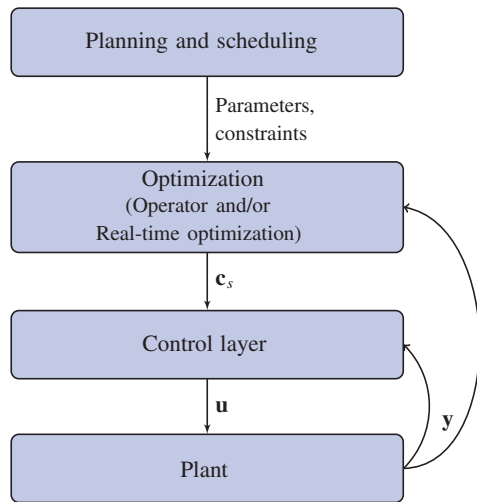 Planning and scheduling
Parameters,
constraints
Optimization
(Operator and/or
Real-time optimization)
c_s
Control layer
u
y
Plant